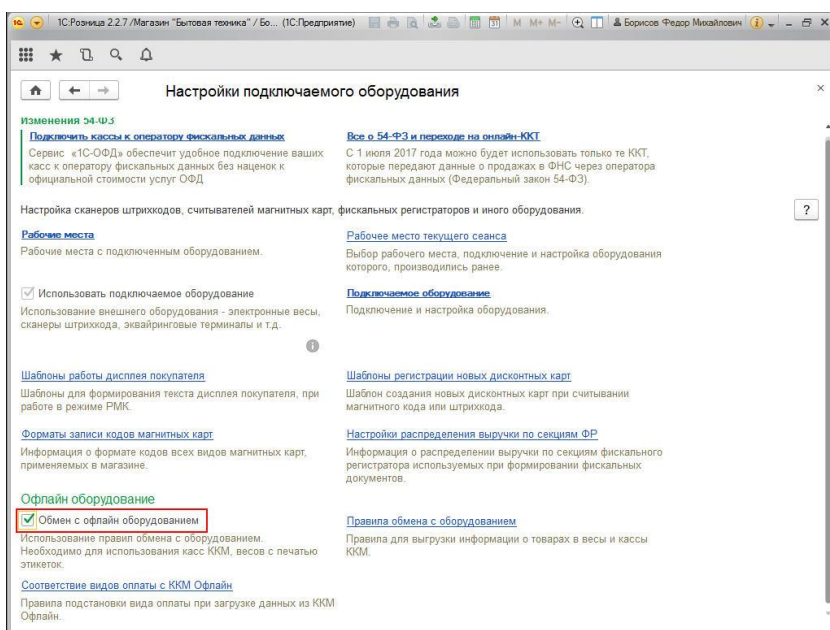 1С:Розница 2.2.7 /Магазин "Бытовая техника" / Бо... (1С:Предприятие)
M M+ M-
Борисов Федор Михайлович
Настройки подключаемого оборудования
Изменения 54-ФЗ
Подключить кассы к оператору фискальных данных
Все о 54-ФЗ и переходе на онлайн-ККТ
Сервис «1С-ОФД» обеспечит удобное подключение ваших
касс к оператору фискальных данных без наценок к
официальной стоимости услуг ОФД
С 1 июля 2017 года можно будет использовать только те ККТ,
которые передают данные о продажах в ФНС через оператора
фискальных данных (Федеральный закон 54-ФЗ).
Настройка сканеров штрихкодов, считывателей магнитных карт, фискальных регистраторов и иного оборудования.
?
Рабочие места
Рабочие места с подключенным оборудованием.
Рабочее место текущего сеанса
Выбор рабочего места, подключение и настройка оборудования
которого, производились ранее.
Использовать подключаемое оборудование
Использование внешнего оборудования - электронные весы,
сканеры штрихкода, эквайринговые терминалы и т.д.
Подключаемое оборудование
Подключение и настройка оборудования.
Шаблоны работы дисплея покупателя
Шаблоны для формирования текста дисплея покупателя, при
работе в режиме РМК.
Шаблоны регистрации новых дисконтных карт
Шаблон создания новых дисконтных карт при считывании
магнитного кода или штрихкода.
Форматы записи кодов магнитных карт
Информация о формате кодов всех видов магнитных карт,
применяемых в магазине.
Настройки распределения выручки по секциям ФР
Информация о распределении выручки по секциям фискального
регистратора используемых при формировании фискальных
документов.
Офлайн оборудование
Обмен с офлайн оборудованием
Использование правил обмена с оборудованием.
Необходимо для использования касс ККМ, весов с печатью
этикеток.
Правила обмена с оборудованием
Правила для выгрузки информации о товарах в весы и кассы
ККМ.
Соответствие видов оплаты с ККМ Офлайн
Правила подстановки вида оплаты при загрузке данных из ККМ
Офлайн.